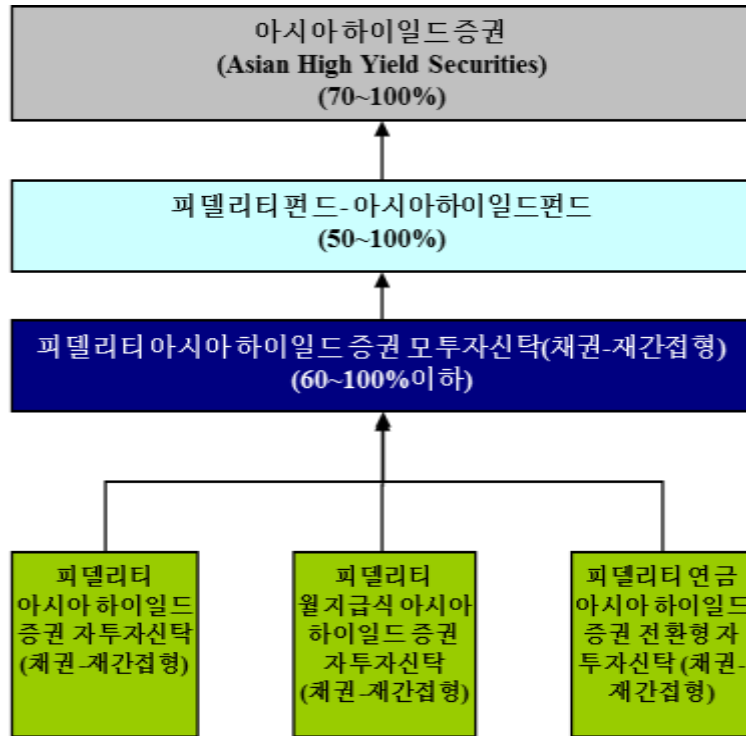 아시아 하이일드 증권
(Asian High Yield Securities)
(70~100%)
피델리티 펀드- 아시아하이일드펀드
(50~100%)
피델리티 아시아 하이일드 증권 모투자신탁(채권-재간접형)
(60~100%이하)
피델리티
아시아 하이일드
증권 자투자신탁
(채권-재간접형)
피델리티
월지급식 아시아
하이일드 증권
자투자신탁
(채권-재간접형)
피델리티 연금
아시아 하이일드
증권 전환형 자
투자신탁 (채권-
재간접형)